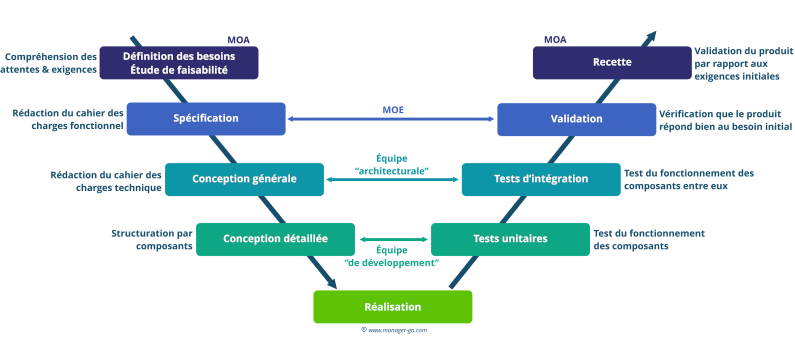 MOA
MOA
Compréhension des
attentes & exigences
Définition des besoins
Étude de faisabilité
Recette
Validation du produit
par rapport aux
exigences initiales
Rédaction du cahier des
charges fonctionnel
Spécification
MOE
Validation
Vérification que le produit
répond bien au besoin initial
Rédaction du cahier des
charges technique
Conception générale
Équipe
“architecturale”
Tests d’intégration
Test du fonctionnement des
composants entre eux
Structuration par
composants
Conception détaillée
Équipe
“de développement”
Tests unitaires
Test du fonctionnement
des composants
Réalisation
© www.manager-go.com